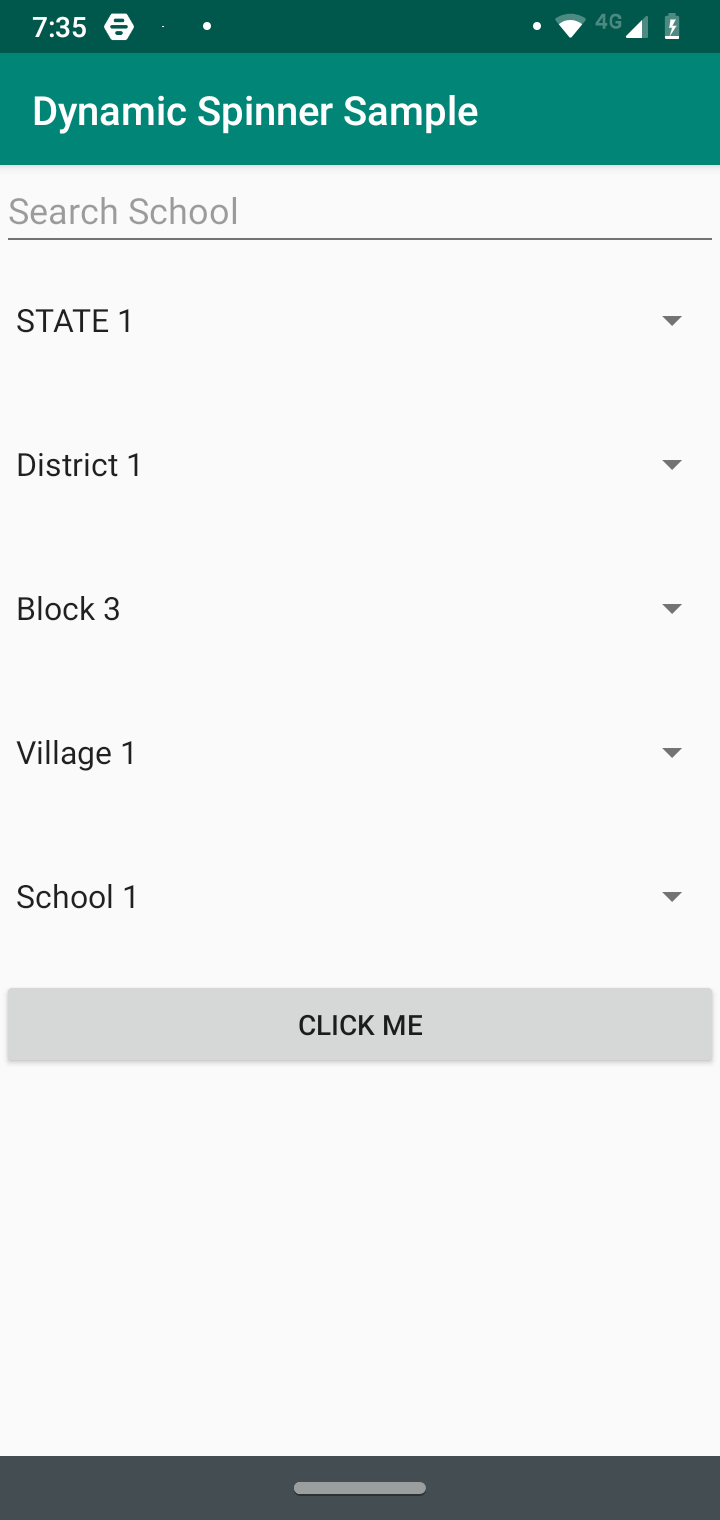 7:35
4G
Dynamic Spinner Sample
Search School
STATE 1
District 1
Block 3
Village 1
School 1
CLICK ME